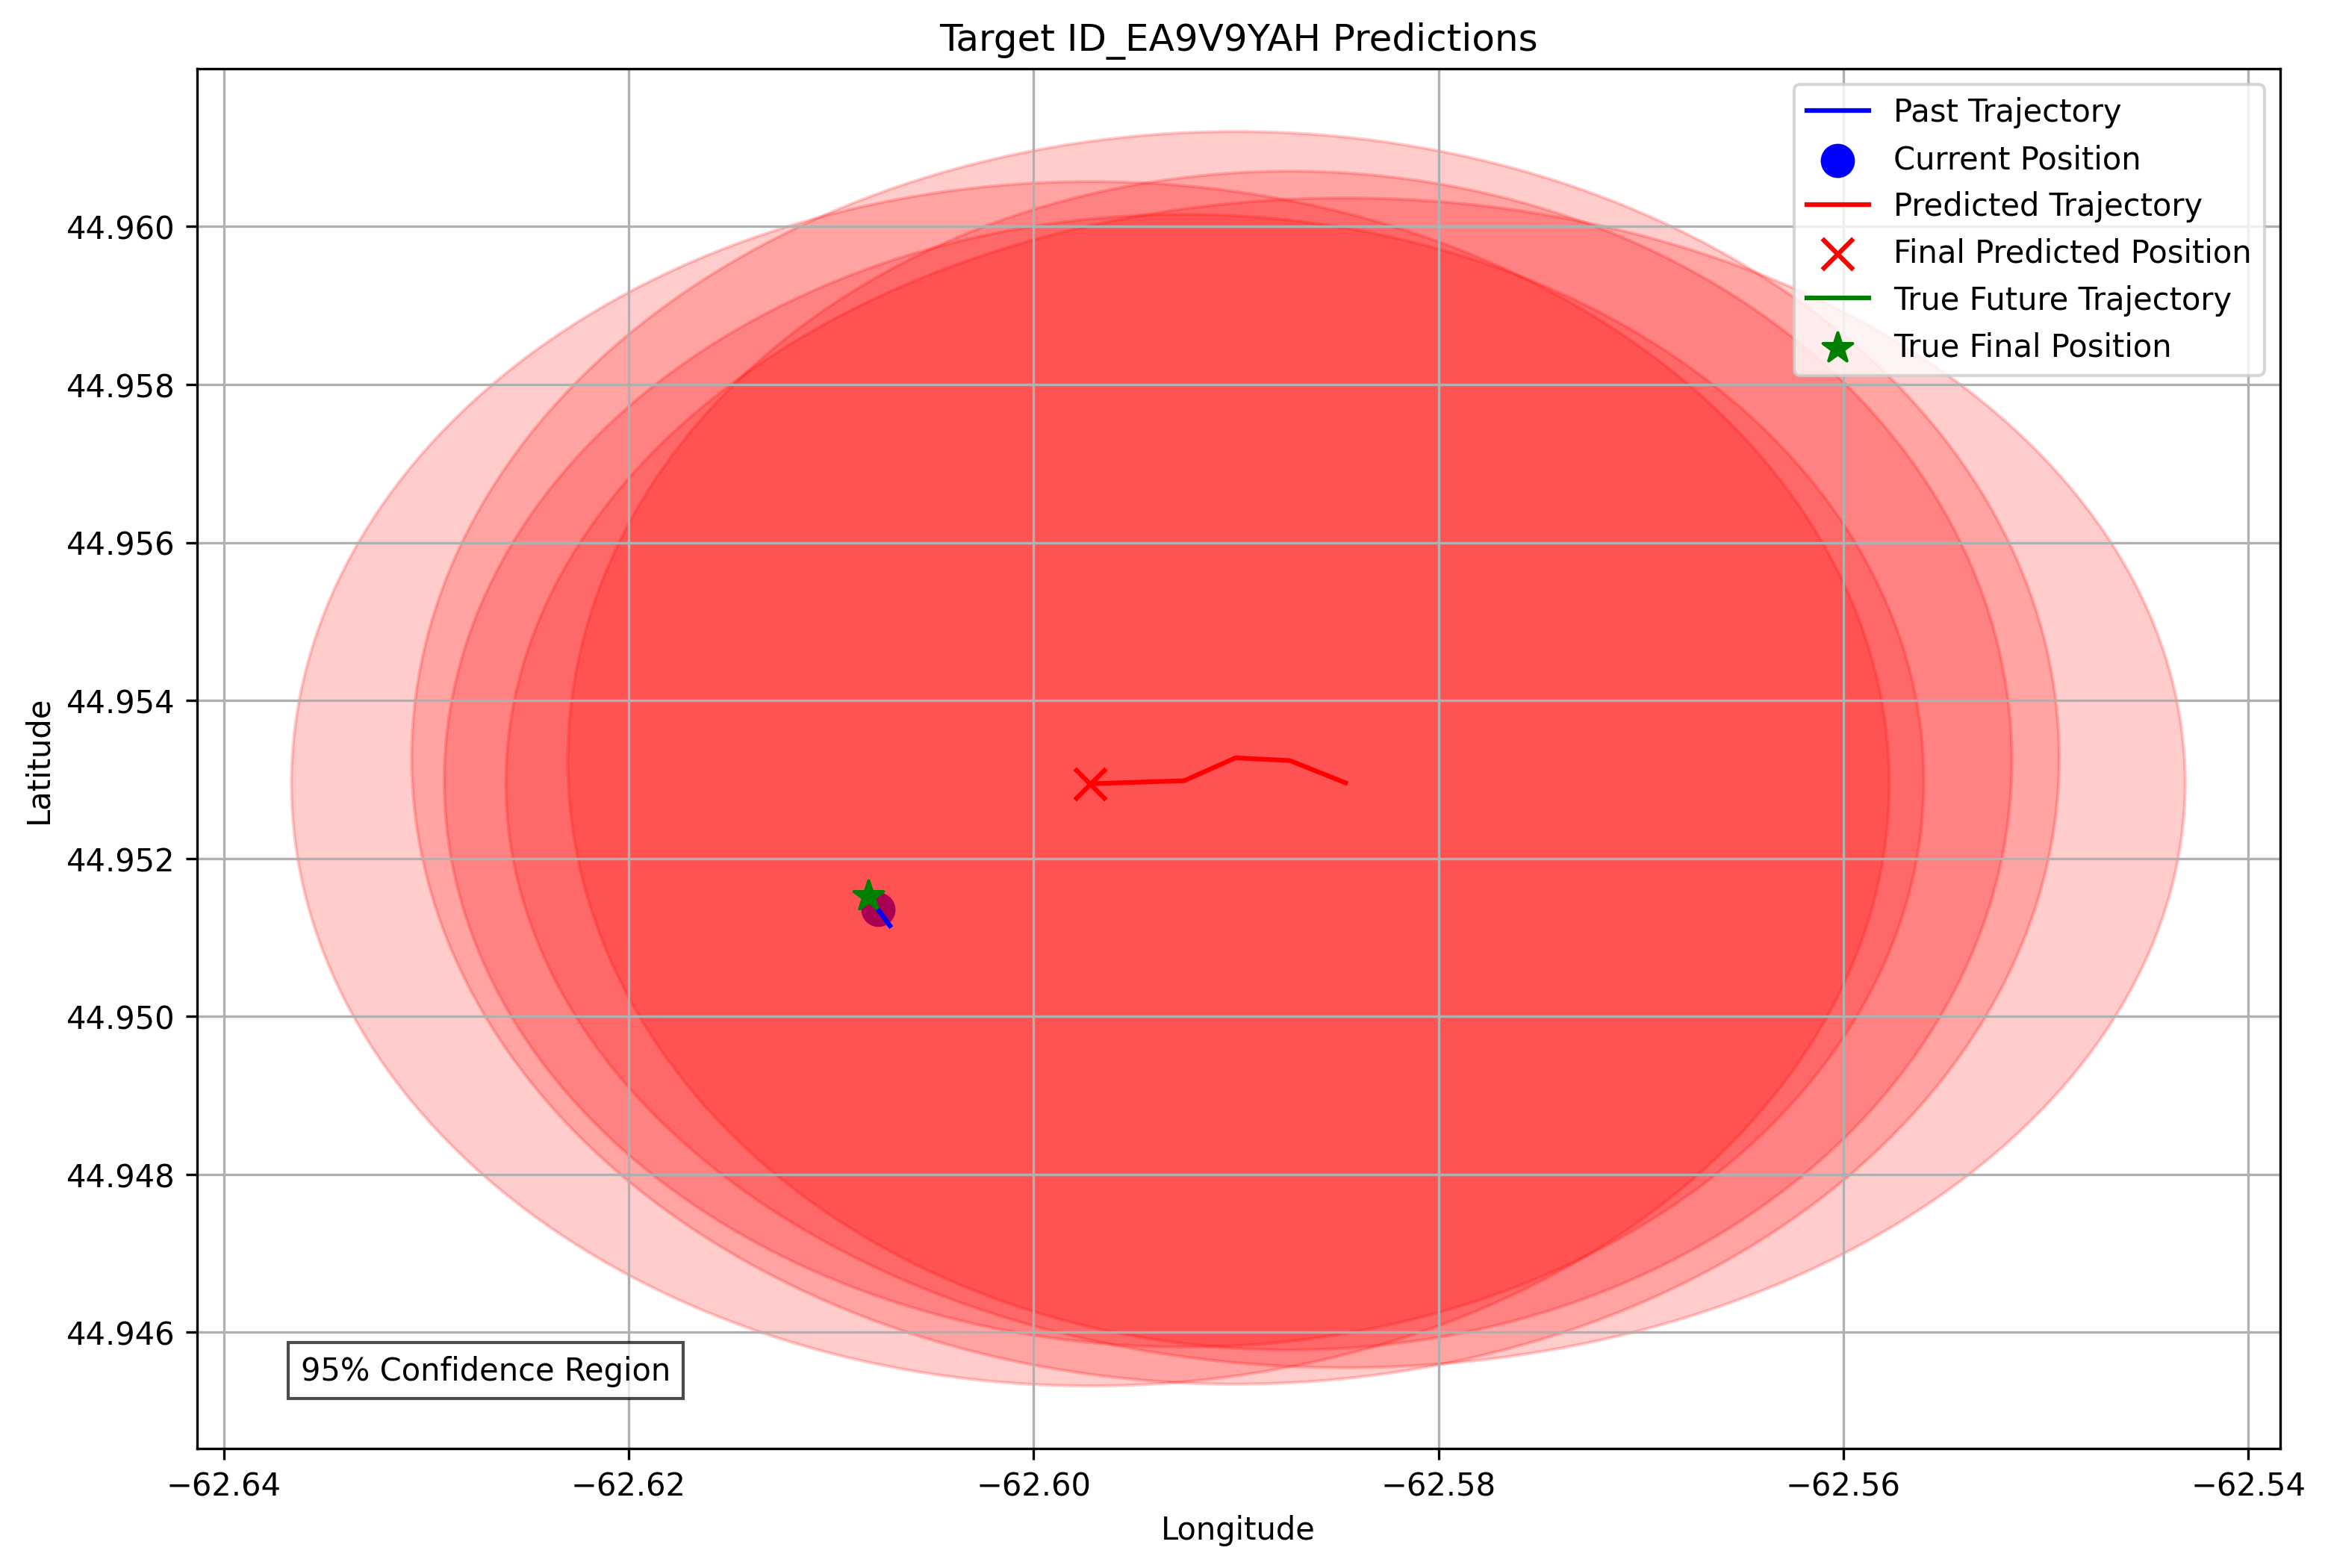 Target ID_EA9V9YAH Predictions
Past Trajectory
Current Position
Predicted Trajectory
Final Predicted Position
True Future Trajectory
True Final Position
Latitude
44.960
44.958
44.956
44.954
44.952
44.950
44.948
44.946
95% Confidence Region
−62.64
−62.62
−62.60
−62.58
−62.56
−62.54
Longitude